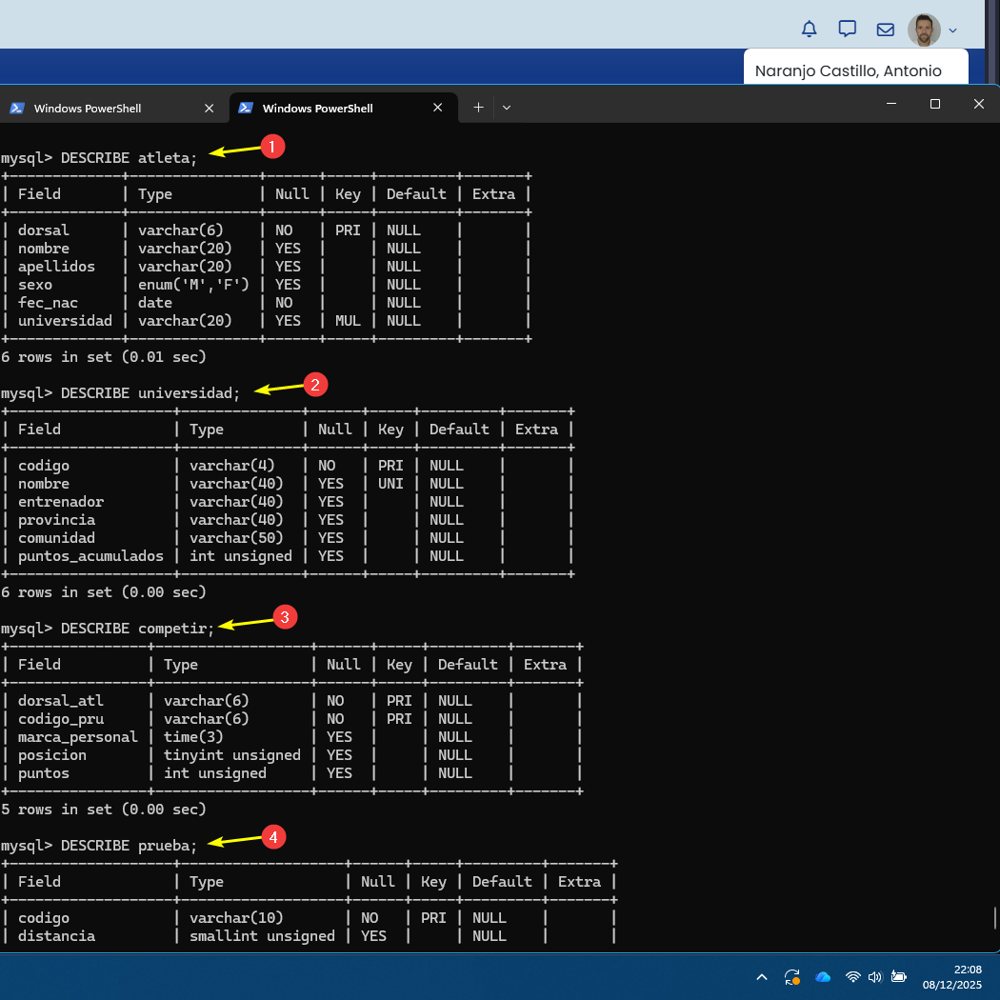 Naranjo Castillo, Antonio
Windows PowerShell
Windows PowerShell
mysql> DESCRIBE atleta;
1
| Field | Type | Null | Key | Default | Extra |
| dorsal | varchar(6) | NO | PRI | NULL | |
| nombre | varchar(20) | YES | | NULL | |
| apellidos | varchar(20) | YES | | NULL | |
| sexo | enum('M','F') | YES | | NULL | |
| fec_nac | date | NO | | NULL | |
| universidad | varchar(20) | YES | MUL | NULL | |
6 rows in set (0.01 sec)
mysql> DESCRIBE universidad;
2
| Field | Type | Null | Key | Default | Extra |
| codigo | varchar(4) | NO | PRI | NULL | |
| nombre | varchar(40) | YES | UNI | NULL | |
| entrenador | varchar(40) | YES | | NULL | |
| provincia | varchar(40) | YES | | NULL | |
| comunidad | varchar(50) | YES | | NULL | |
| puntos_acumulados | int unsigned | YES | | NULL | |
6 rows in set (0.00 sec)
mysql> DESCRIBE competir;
3
| Field | Type | Null | Key | Default | Extra |
| dorsal_atl | varchar(6) | NO | PRI | NULL | |
| codigo_pru | varchar(6) | NO | PRI | NULL | |
| marca_personal | time(3) | YES | | NULL | |
| posicion | tinyint unsigned | YES | | NULL | |
| puntos | int unsigned | YES | | NULL | |
5 rows in set (0.00 sec)
mysql> DESCRIBE prueba;
4
| Field | Type | Null | Key | Default | Extra |
| codigo | varchar(10) | NO | PRI | NULL | |
| distancia | smallint unsigned | YES | | NULL | |
22:08
08/12/2025